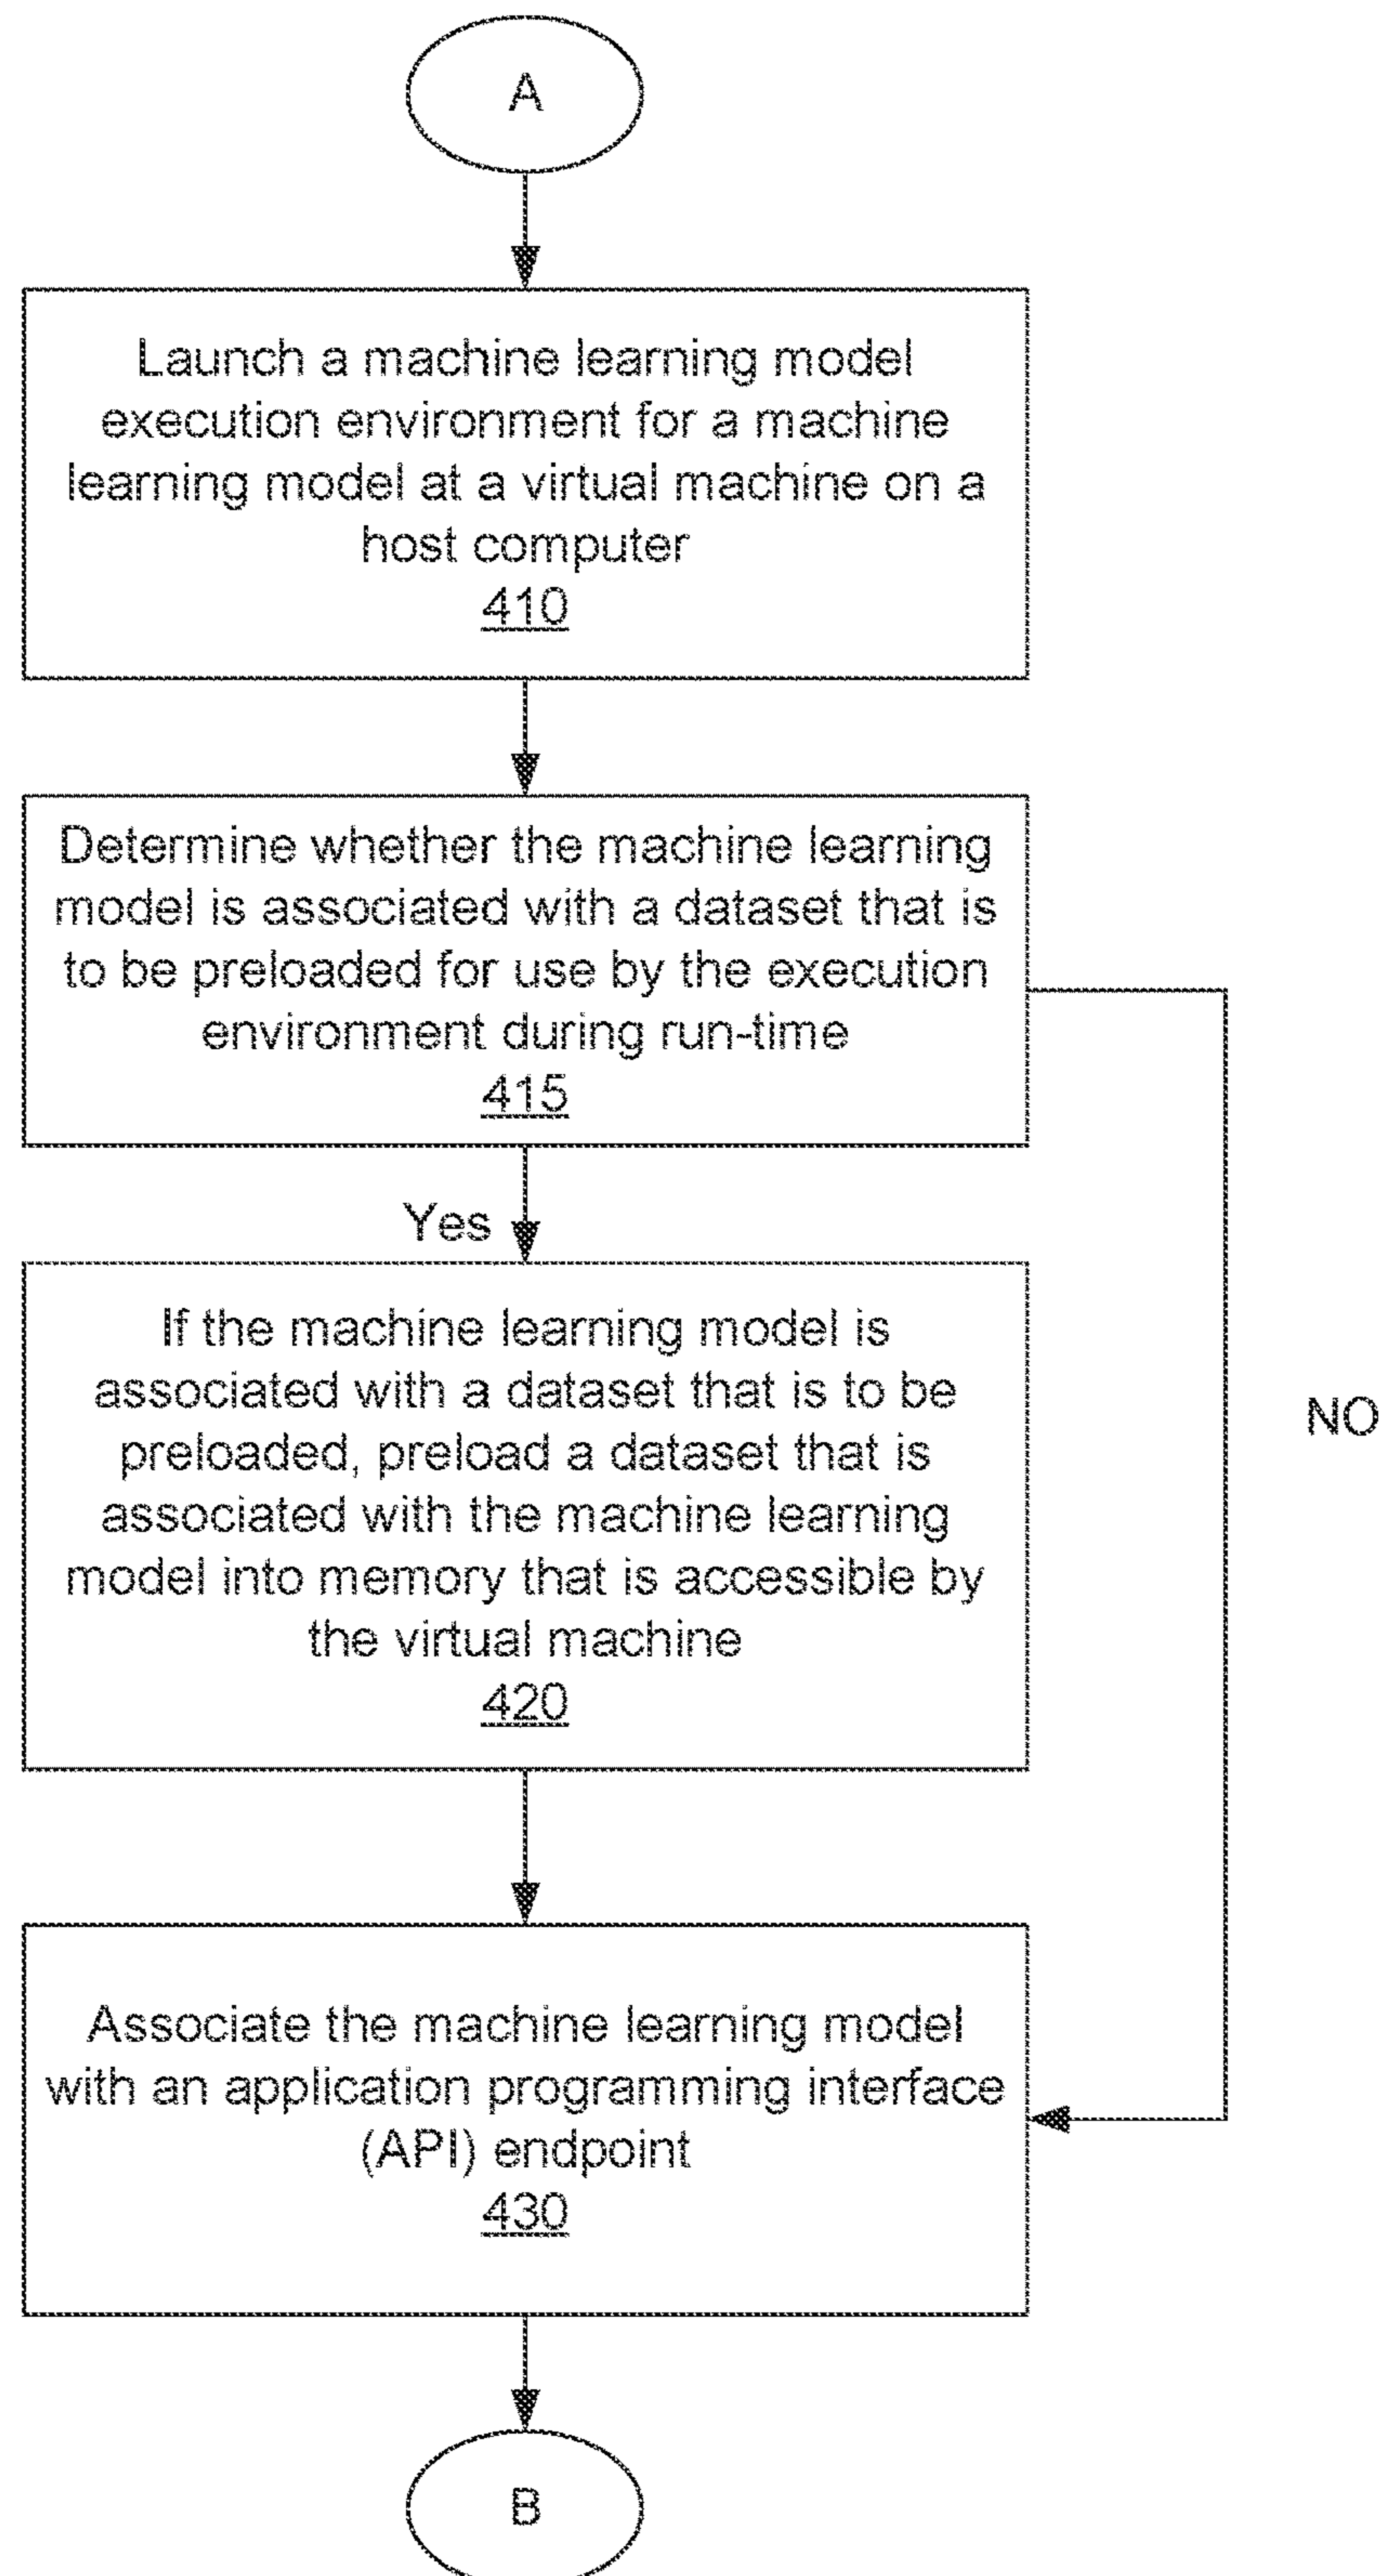 A
Launch a machine learning model
execution environment for a machine
learning model at a virtual machine on a
host computer
410
Determine whether the machine learning
model is associated with a dataset that is
to be preloaded for use by the execution
environment during run-time
415
Yes
If the machine learning model is
associated with a dataset that is to be
preloaded, preload a dataset that is
associated with the machine learning
model into memory that is accessible by
the virtual machine
420
NO
Associate the machine learning model
with an application programming interface
(API) endpoint
430
B